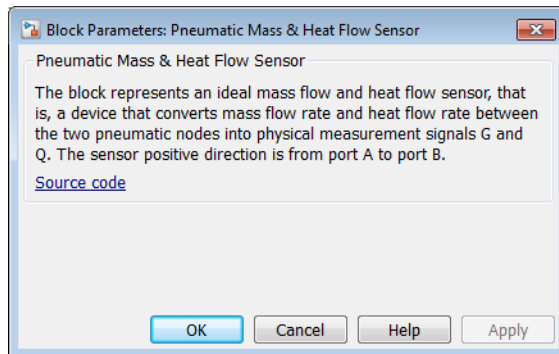 Block Parameters: Pneumatic Mass & Heat Flow Sensor
Pneumatic Mass & Heat Flow Sensor
The block represents an ideal mass flow and heat flow sensor, that
is, a device that converts mass flow rate and heat flow rate between
the two pneumatic nodes into physical measurement signals G and
Q. The sensor positive direction is from port A to port B.
Source code
OK Cancel Help Apply